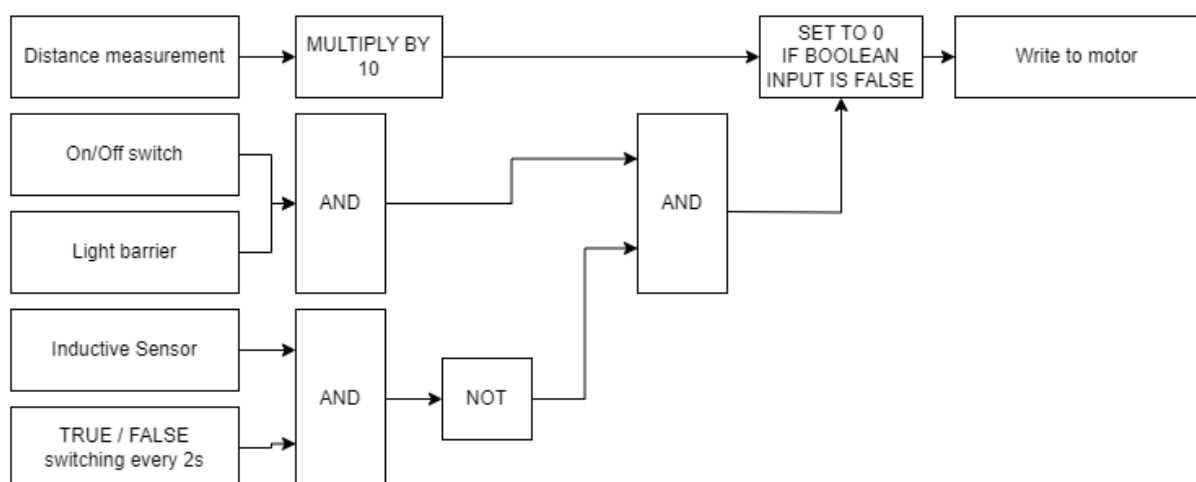 Distance measurement
MULTIPLY BY
10
SET TO 0
IF BOOLEAN
INPUT IS FALSE
Write to motor
On/Off switch
AND
AND
Light barrier
Inductive Sensor
AND
NOT
TRUE / FALSE
switching every 2s